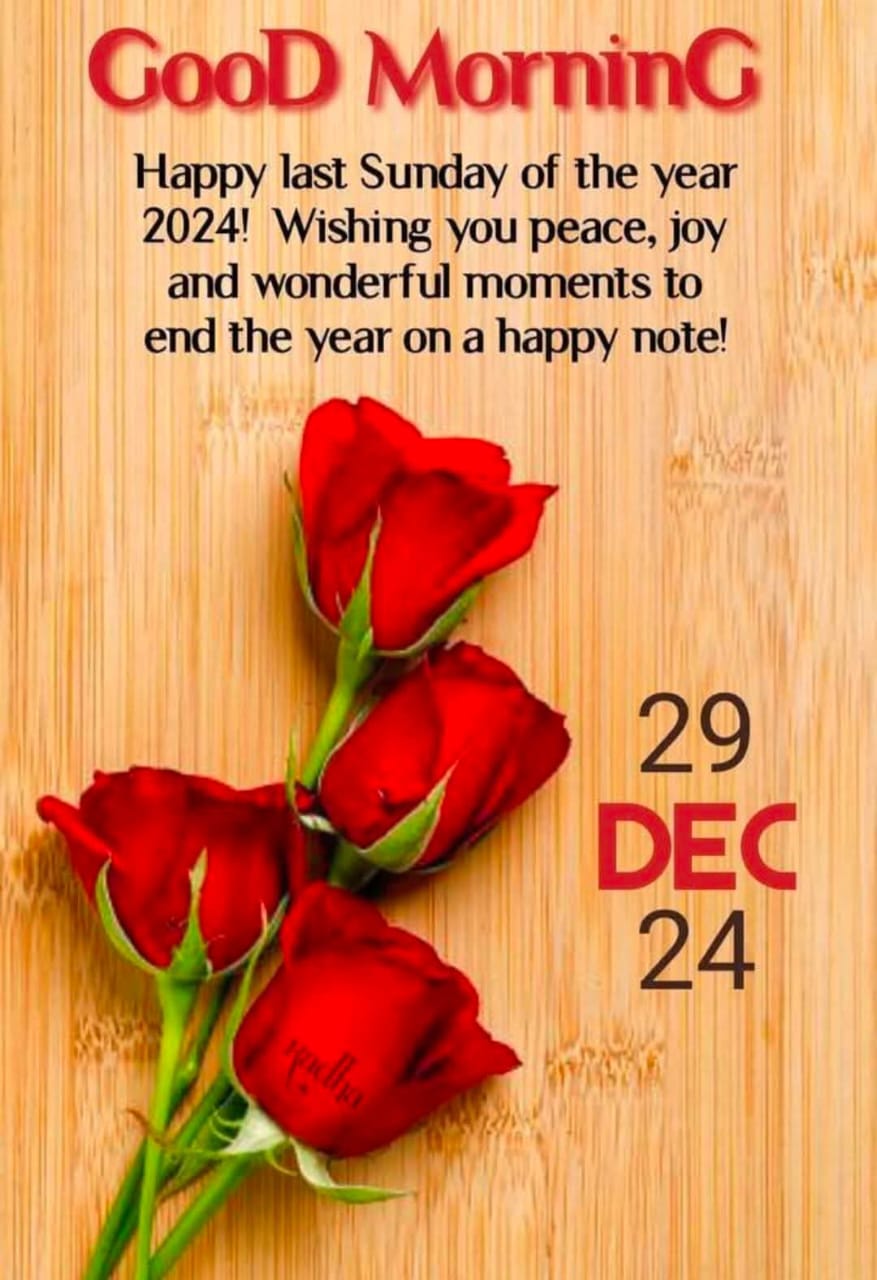 GooD MorninG
Happy last Sunday of the year
2024! Wishing you peace, joy
and wonderful moments to
end the year on a happy note!
29
DEC
24